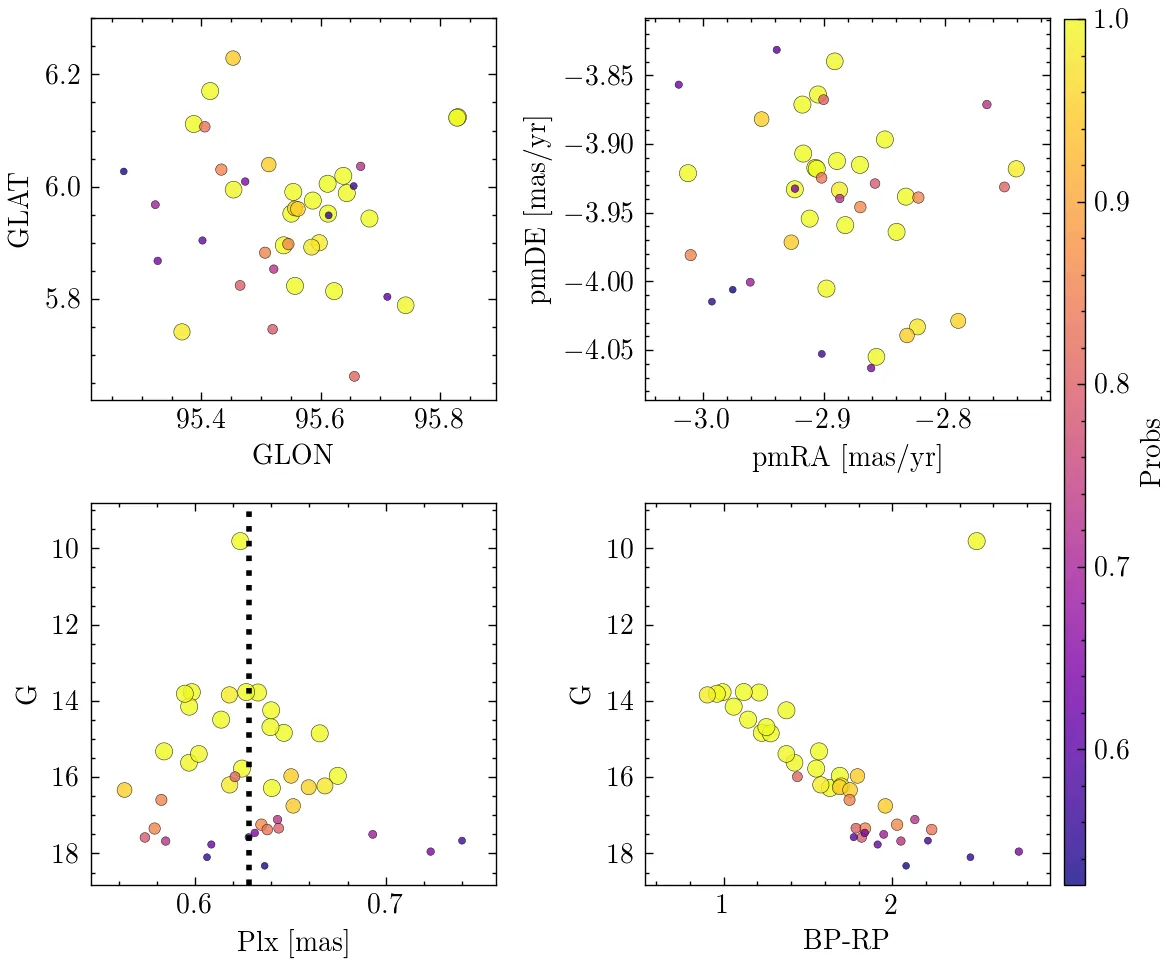 6.2
6.0
5.8
GLAT
95.4 95.6 95.8
GLON
−3.85
−3.90
−3.95
−4.00
−4.05
pmDE [mas/yr]
−3.0 −2.9 −2.8
pmRA [mas/yr]
10
12
14
16
18
G
0.6 0.7
Plx [mas]
10
12
14
16
18
G
1 2
BP-RP
1.0
0.9
0.8
0.7
0.6
Probs